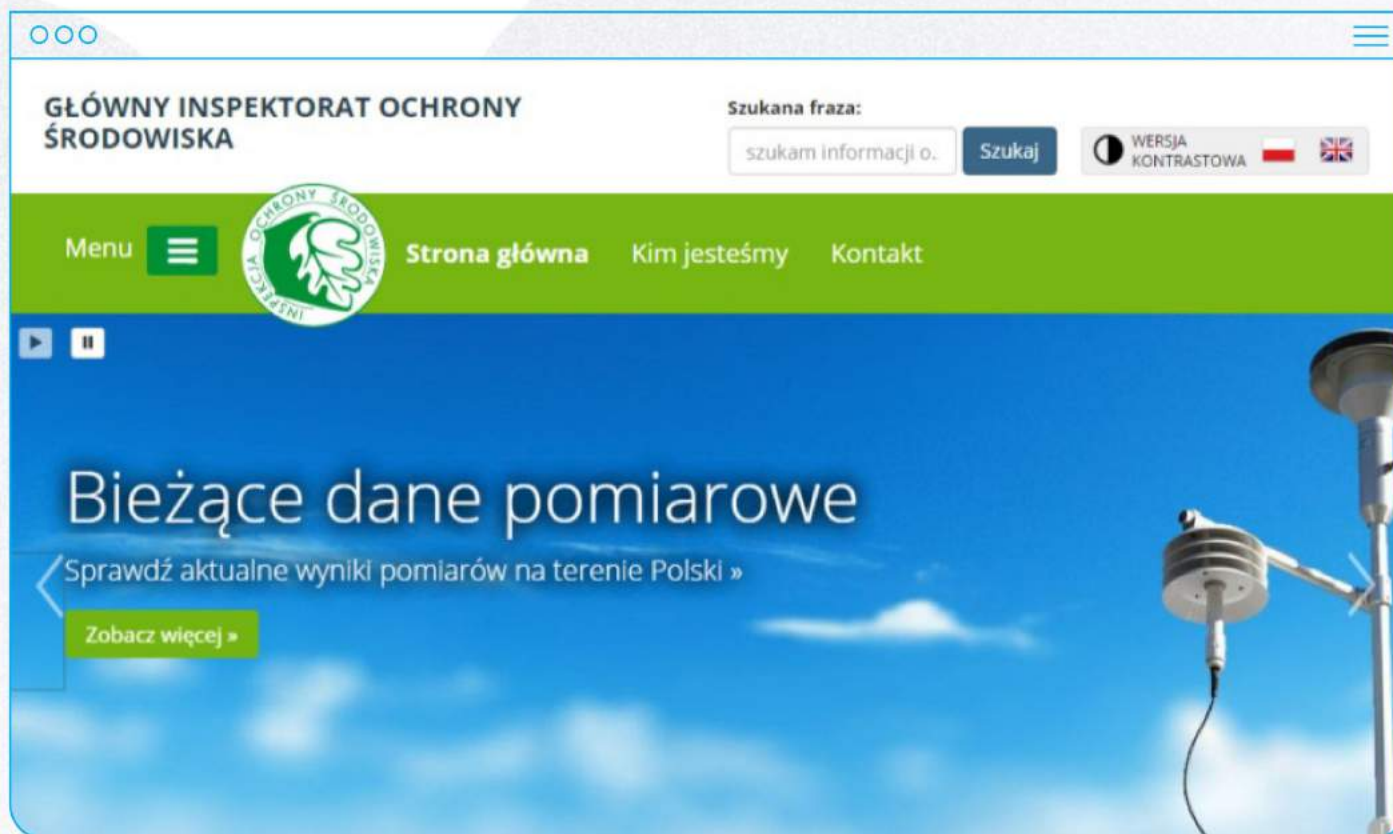 GŁÓWNY INSPEKTORAT OCHRONY
ŚRODOWISKA
Szukana fraza:
szukam informacji o.
Szukaj
WERSJA
KONTRASTOWA
Menu
INSPEKCJA OCHRONY ŚRODOWISKA
Strona główna
Kim jesteśmy
Kontakt
Bieżące dane pomiarowe
Sprawdź aktualne wyniki pomiarów na terenie Polski »
Zobacz więcej »